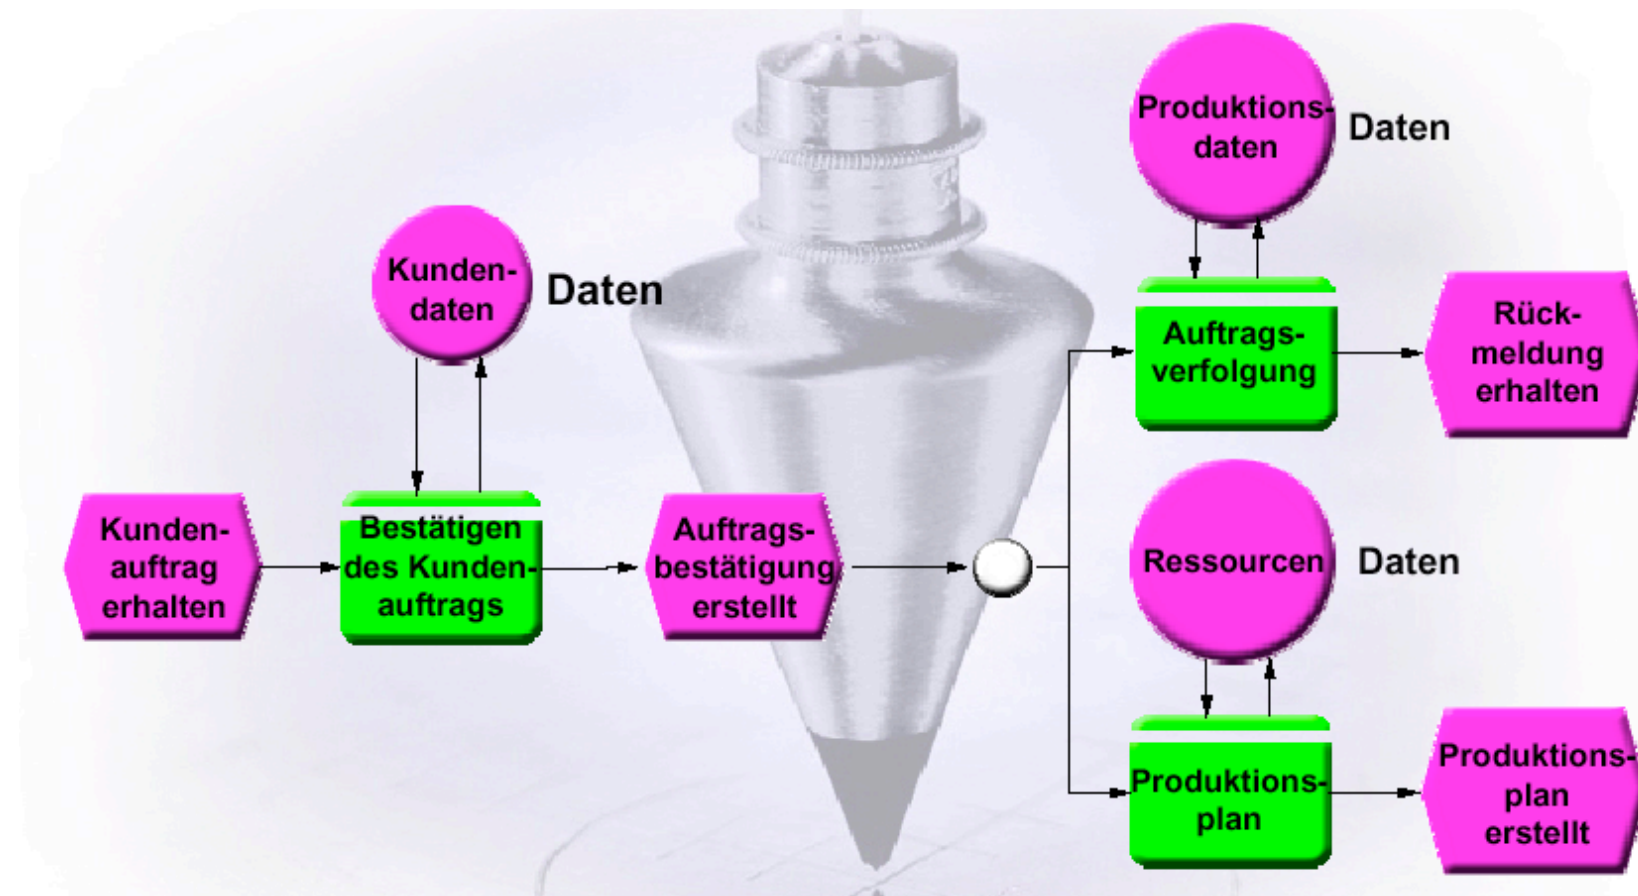 Kunden-
auftrag
erhalten
Kunden-
daten
Daten
Bestätigen
des Kunden-
auftrags
Auftrags-
bestätigung
erstellt
Produktions-
daten
Daten
Auftrags-
verfolgung
Rück-
meldung
erhalten
Ressourcen
Daten
Produktions-
plan
Produktions-
plan
erstellt